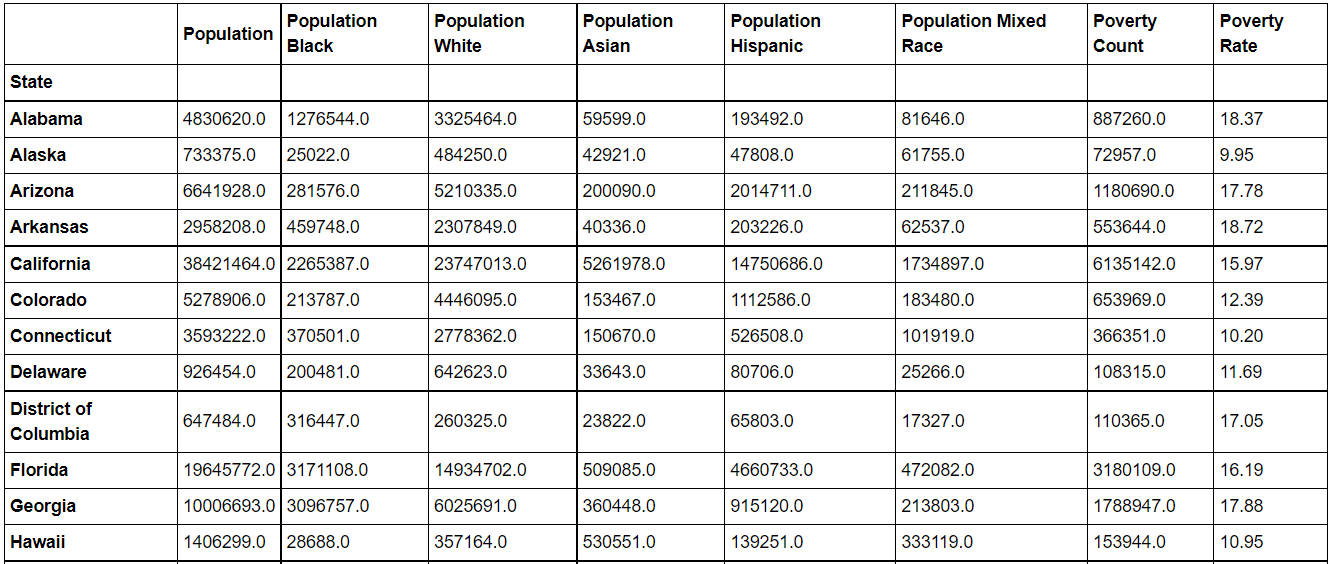 Population Population Black Population White Population Asian Population Hispanic Population Mixed Race Poverty Count Poverty Rate
State
Alabama 4830620.0 1276544.0 3325464.0 59599.0 193492.0 81646.0 887260.0 18.37
Alaska 733375.0 25022.0 484250.0 42921.0 47808.0 61755.0 72957.0 9.95
Arizona 6641928.0 281576.0 5210335.0 200090.0 2014711.0 211845.0 1180690.0 17.78
Arkansas 2958208.0 459748.0 2307849.0 40336.0 203226.0 62537.0 553644.0 18.72
California 38421464.0 2265387.0 23747013.0 5261978.0 14750686.0 1734897.0 6135142.0 15.97
Colorado 5278906.0 213787.0 4446095.0 153467.0 1112586.0 183480.0 653969.0 12.39
Connecticut 3593222.0 370501.0 2778362.0 150670.0 526508.0 101919.0 366351.0 10.20
Delaware 926454.0 200481.0 642623.0 33643.0 80706.0 25266.0 108315.0 11.69
District of Columbia 647484.0 316447.0 260325.0 23822.0 65803.0 17327.0 110365.0 17.05
Florida 19645772.0 3171108.0 14934702.0 509085.0 4660733.0 472082.0 3180109.0 16.19
Georgia 10006693.0 3096757.0 6025691.0 360448.0 915120.0 213803.0 1788947.0 17.88
Hawaii 1406299.0 28688.0 357164.0 530551.0 139251.0 333119.0 153944.0 10.95